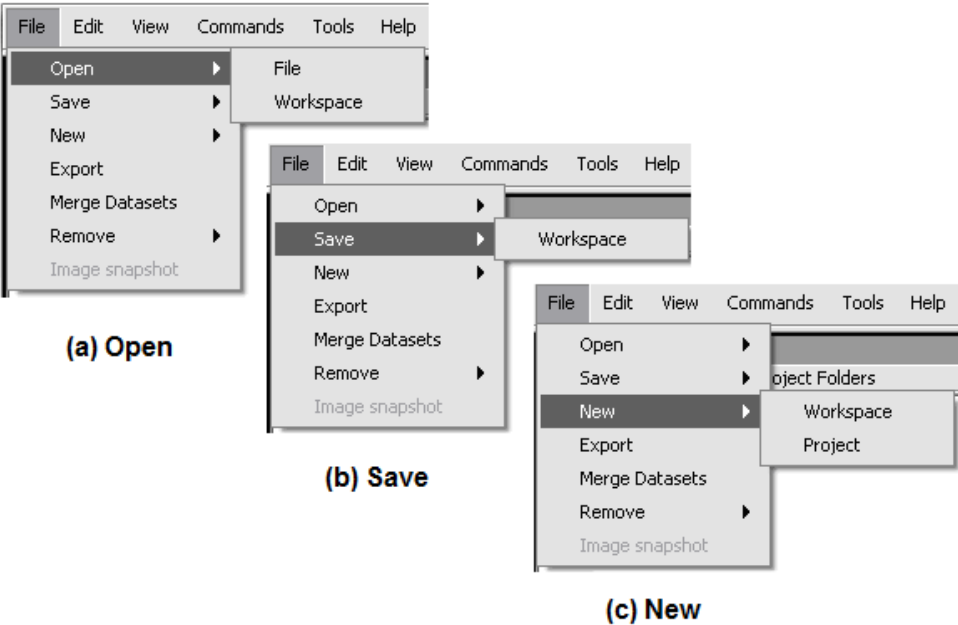 File Edit View Commands Tools Help
Open File
Save Workspace
New
Export
Merge Datasets
Remove
Image snapshot
(a) Open
File Edit View Commands Tools Help
Open
Save Workspace
New
Export
Merge Datasets
Remove
Image snapshot
(b) Save
File Edit View Commands Tools Help
Open
Save oject Folders
New Workspace
Export Project
Merge Datasets
Remove
Image snapshot
(c) New